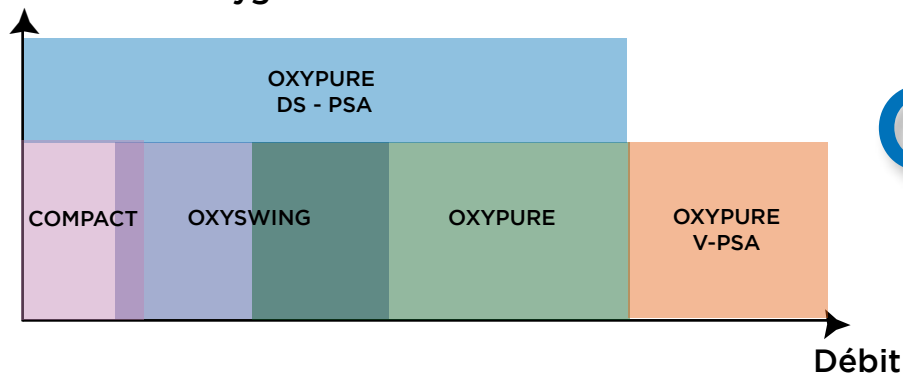 OXYPURE
DS - PSA
COMPACT
OXYSWING
OXYPURE
OXYPURE
V-PSA
Débit